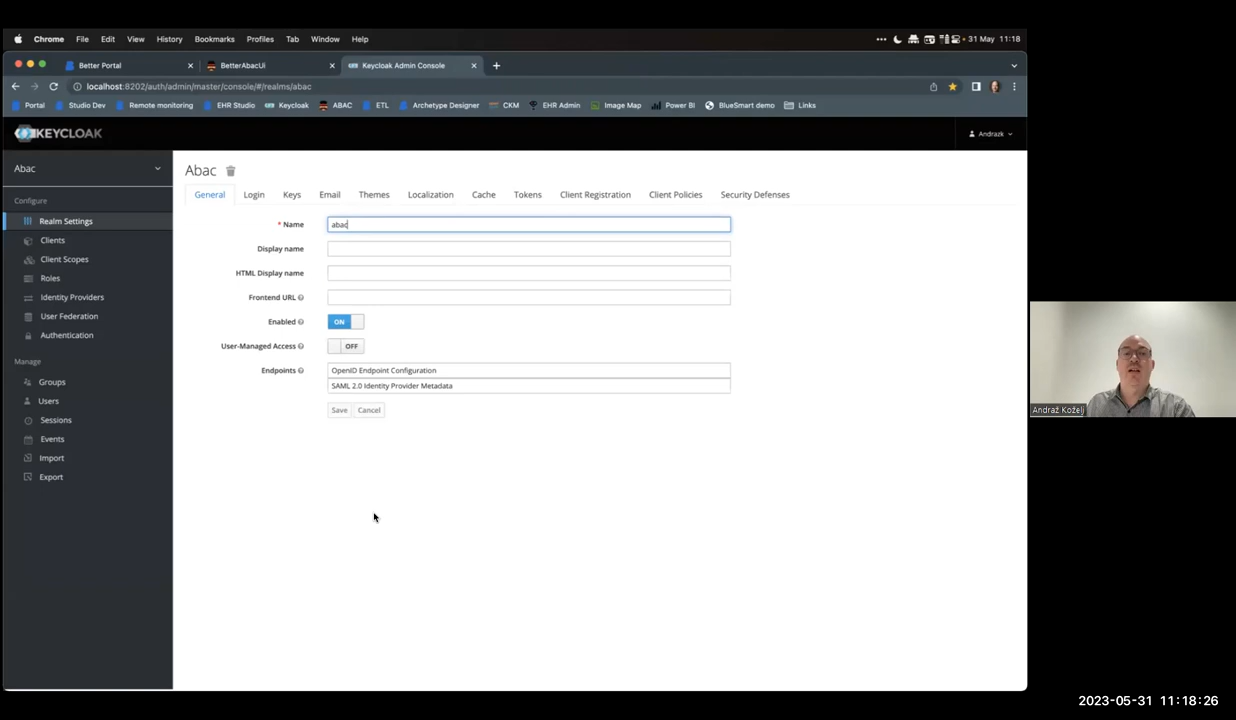 Chrome File Edit View History Bookmarks Profiles Tab Window Help
31 May 11:18
Better Portal
BetterAbacUi
Keycloak Admin Console
localhost:8202/auth/admin/master/console/#/realms/abac
Portal Studio Dev Remote monitoring EHR Studio Keycloak ABAC ETL Archetype Designer CKM EHR Admin Image Map Power BI BlueSmart demo Links
KEYCLOAK
Andrazk
Abac
Configure
Realm Settings
Clients
Client Scopes
Roles
Identity Providers
User Federation
Authentication
Manage
Groups
Users
Sessions
Events
Import
Export
Abac
General Login Keys Email Themes Localization Cache Tokens Client Registration Client Policies Security Defenses
* Name abac
Display name
HTML Display name
Frontend URL
Enabled ON
User-Managed Access OFF
Endpoints OpenID Endpoint Configuration
SAML 2.0 Identity Provider Metadata
Save Cancel
Andraž Koželj
2023-05-31 11:18:26